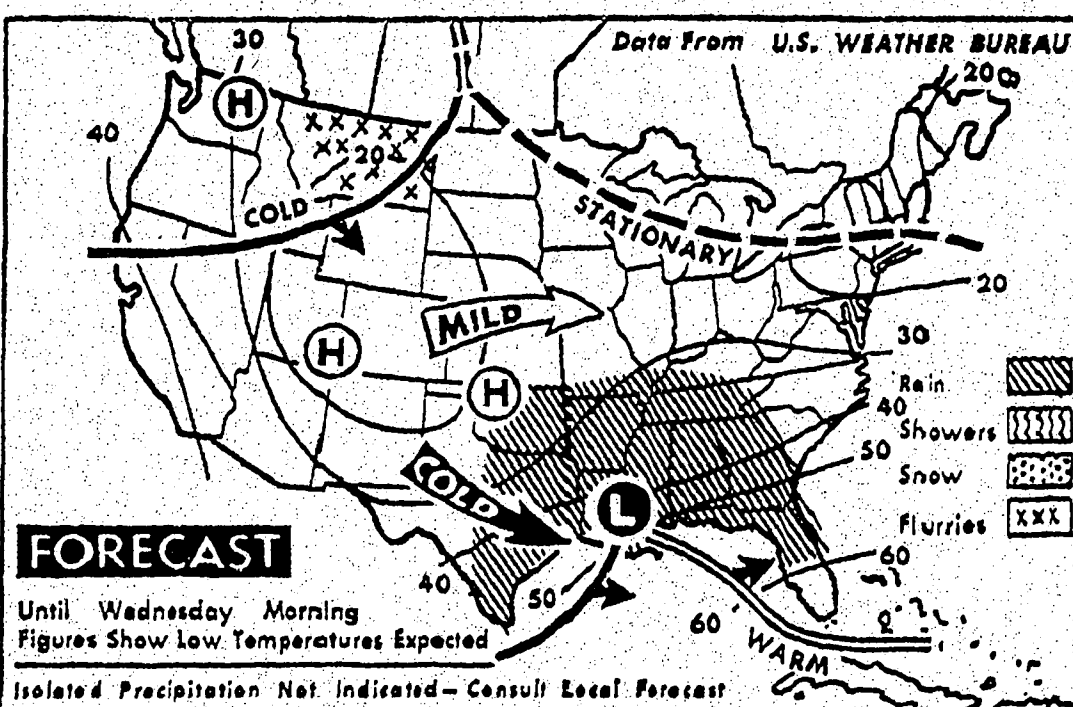 Data From U.S. WEATHER BUREAU
30
20
H
40
20
COLD
STATIONARY
20
MILD
30
H
H
Rain
40
Showers
50
COLD
Snow
L
Flurries
XXX
FORECAST
40
50
60
60
Until Wednesday Morning
Figures Show Low Temperatures Expected
WARM
Isolated Precipitation Not Indicated—Consult Local Forecast